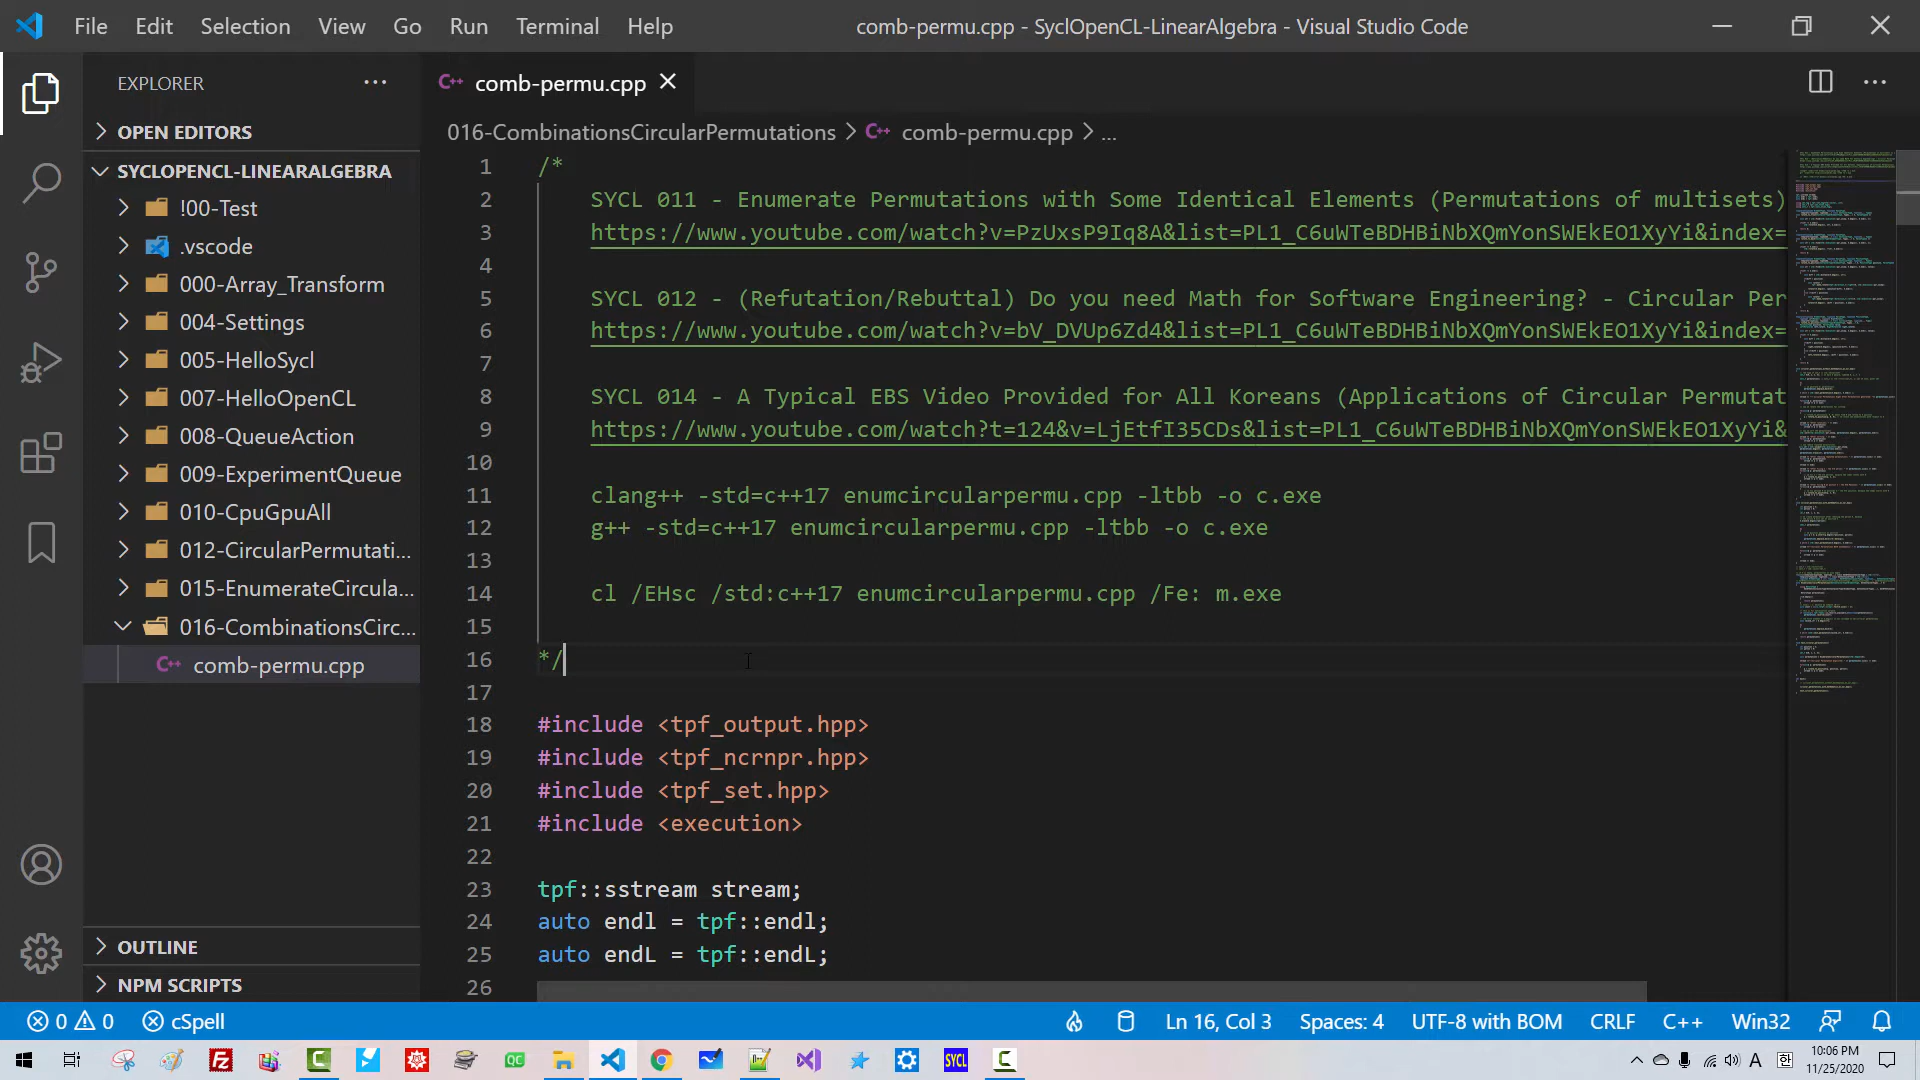 File Edit Selection View Go Run Terminal Help
comb-permu.cpp - SyclOpenCL-LinearAlgebra - Visual Studio Code
EXPLORER
OPEN EDITORS
SYCLOPENCL-LINEARALGEBRA
!00-Test
.vscode
000-Array_Transform
004-Settings
005-HelloSycl
007-HelloOpenCL
008-QueueAction
009-ExperimentQueue
010-CpuGpuAll
012-CircularPermutati...
015-EnumerateCircula...
016-CombinationsCirc...
comb-permu.cpp
OUTLINE
NPM SCRIPTS
comb-permu.cpp
016-CombinationsCircularPermutations > comb-permu.cpp > ...
1 /*
2 SYCL 011 - Enumerate Permutations with Some Identical Elements (Permutations of multisets)
3 https://www.youtube.com/watch?v=PzUxsP9Iq8A&list=PL1_C6uWTeBDHBiNbXQmYonSWEkEO1XyYi&index=
4
5 SYCL 012 - (Refutation/Rebuttal) Do you need Math for Software Engineering? - Circular Per
6 https://www.youtube.com/watch?v=bV_DVUp6Zd4&list=PL1_C6uWTeBDHBiNbXQmYonSWEkEO1XyYi&index=
7
8 SYCL 014 - A Typical EBS Video Provided for All Koreans (Applications of Circular Permutat
9 https://www.youtube.com/watch?t=124&v=LjEtfI35CDs&list=PL1_C6uWTeBDHBiNbXQmYonSWEkEO1XyYi&
10
11 clang++ -std=c++17 enumcircularpermu.cpp -ltbb -o c.exe
12 g++ -std=c++17 enumcircularpermu.cpp -ltbb -o c.exe
13
14 cl /EHsc /std:c++17 enumcircularpermu.cpp /Fe: m.exe
15
16 */
17
18 #include <tpf_output.hpp>
19 #include <tpf_ncrnpr.hpp>
20 #include <tpf_set.hpp>
21 #include <execution>
22
23 tpf::sstream stream;
24 auto endl = tpf::endl;
25 auto endL = tpf::endL;
26
0 0 cSpell
Ln 16, Col 3 Spaces: 4 UTF-8 with BOM CRLF C++ Win32
QC SYCL A 한
10:06 PM
11/25/2020